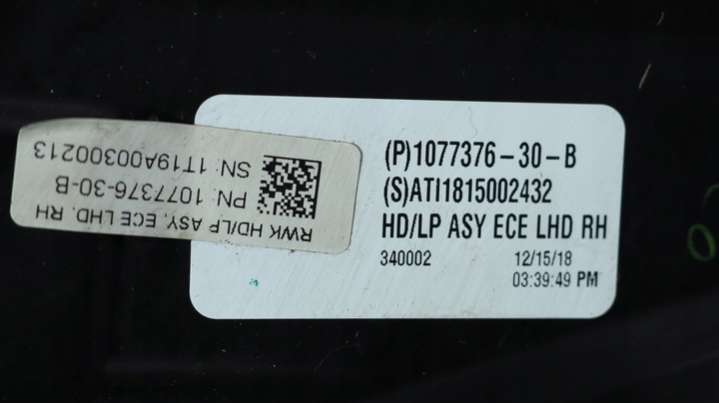 (P)1077376-30-B
(S)ATI1815002432
HD/LP ASY ECE LHD RH
340002 12/15/18
03:39:49 PM
RWK HD/LP ASY. ECE LHD. RH
PN: 1077376-30-B
SN: 1T19A00300213